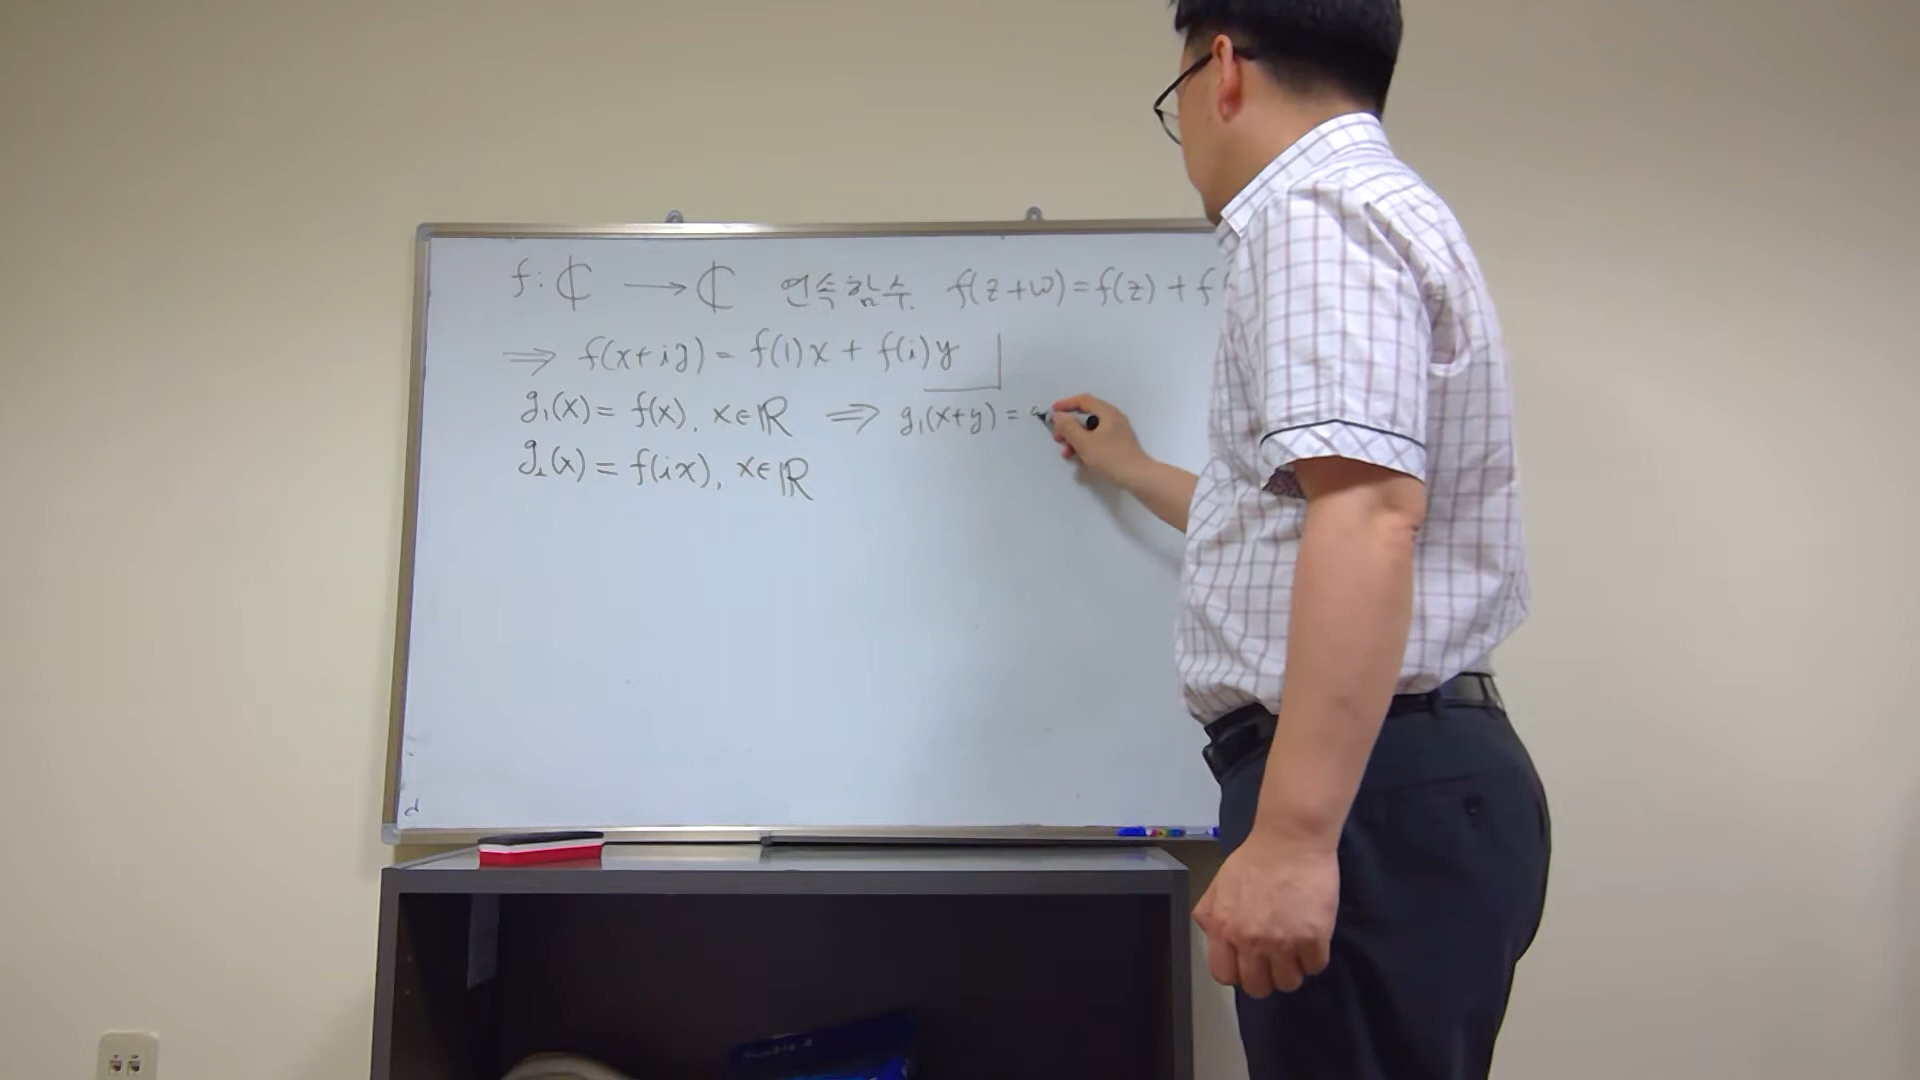 f: ℂ → ℂ 연속함수. f(z+w)=f(z)+f(
⇒ f(x+iy) = f(1)x + f(i)y
g₁(x) = f(x), x∈ℝ ⇒ g₁(x+y) =
g₂(x) = f(ix), x∈ℝ